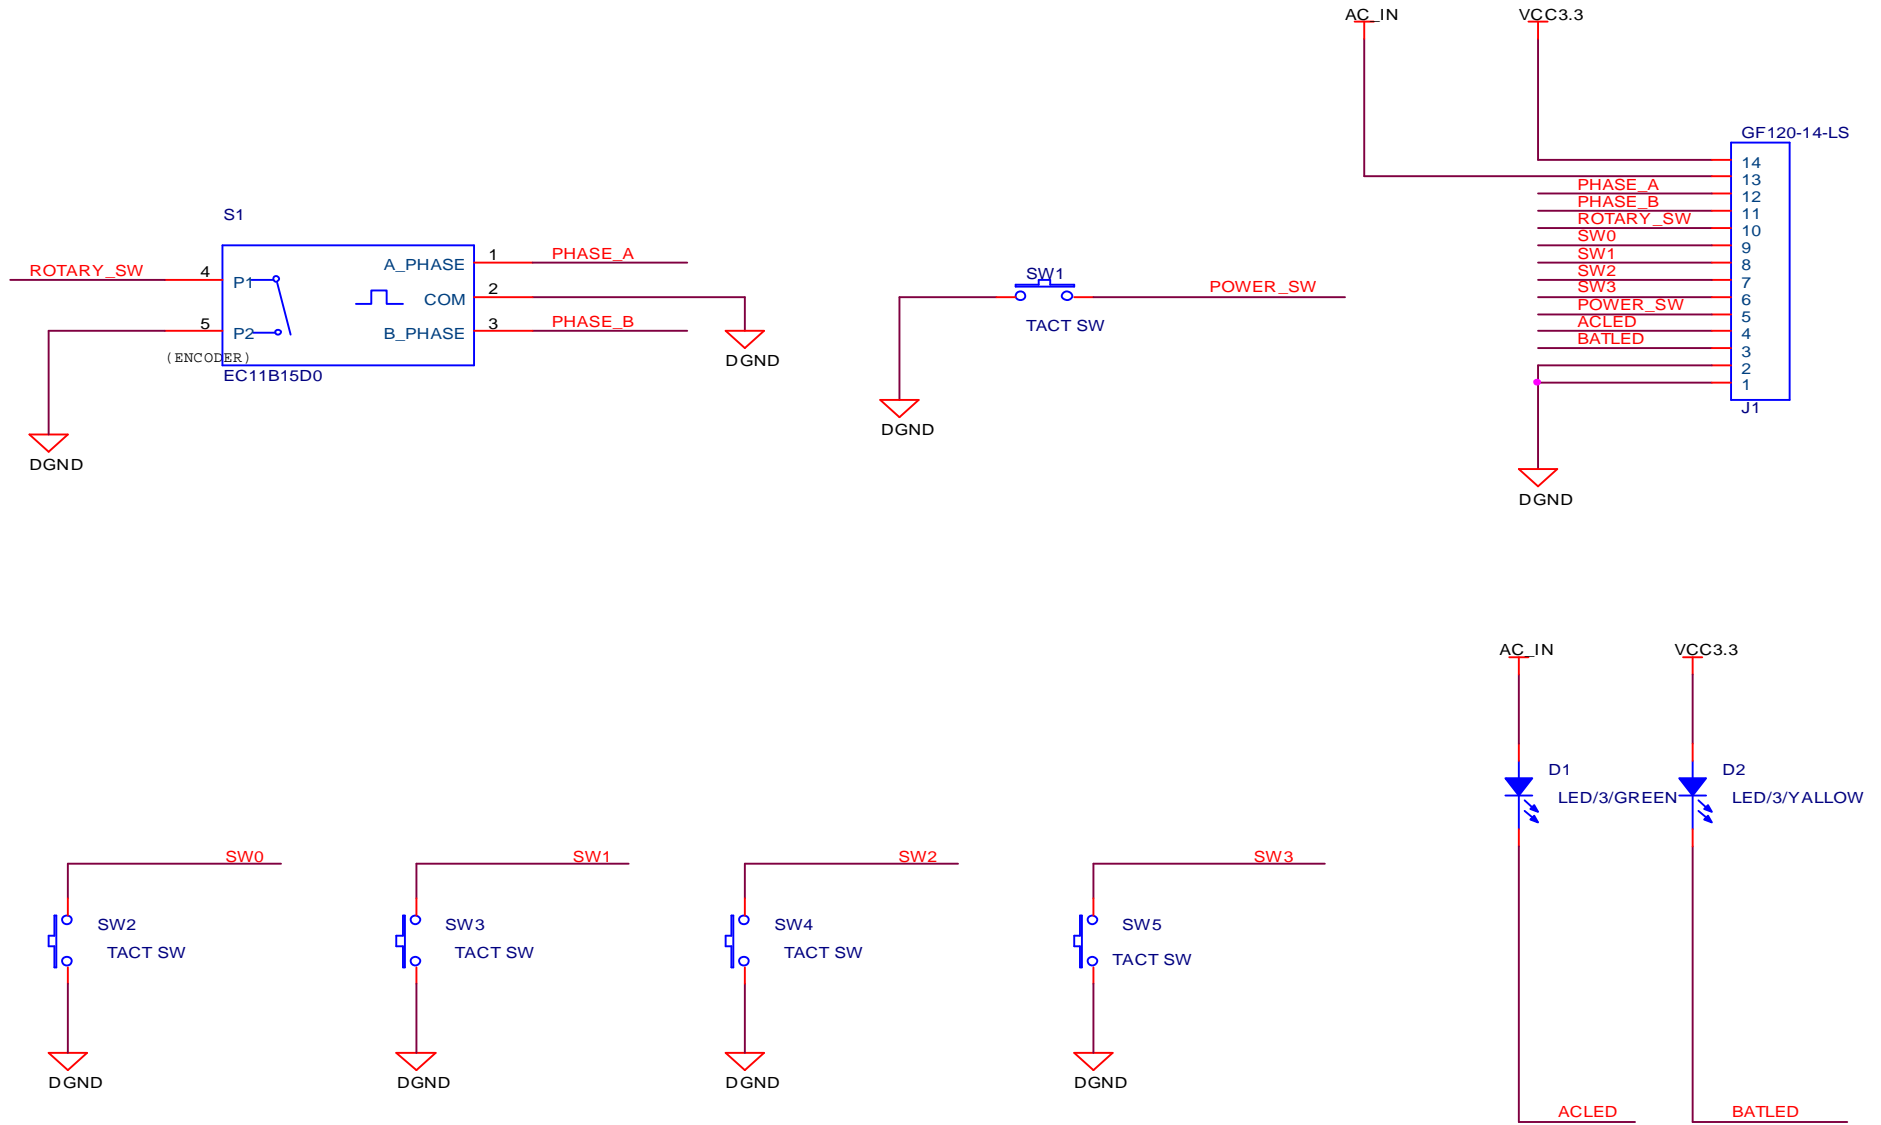 AC_IN
VCC3.3
GF120-14-LS
14
13
PHASE_A
12
PHASE_B
11
ROTARY_SW
10
SW0
9
SW1
8
SW2
7
SW3
6
POWER_SW
5
ACLED
4
BATLED
3
2
1
J1
DGND
S1
ROTARY_SW
4
P1
5
P2
(ENCODER)
EC11B15D0
A_PHASE
1
PHASE_A
COM
2
B_PHASE
3
PHASE_B
DGND
DGND
SW1
TACT SW
POWER_SW
DGND
SW0
SW2
TACT SW
DGND
SW1
SW3
TACT SW
DGND
SW2
SW4
TACT SW
DGND
SW3
SW5
TACT SW
DGND
AC_IN
D1
LED/3/GREEN
ACLED
VCC3.3
D2
LED/3/YALLOW
BATLED